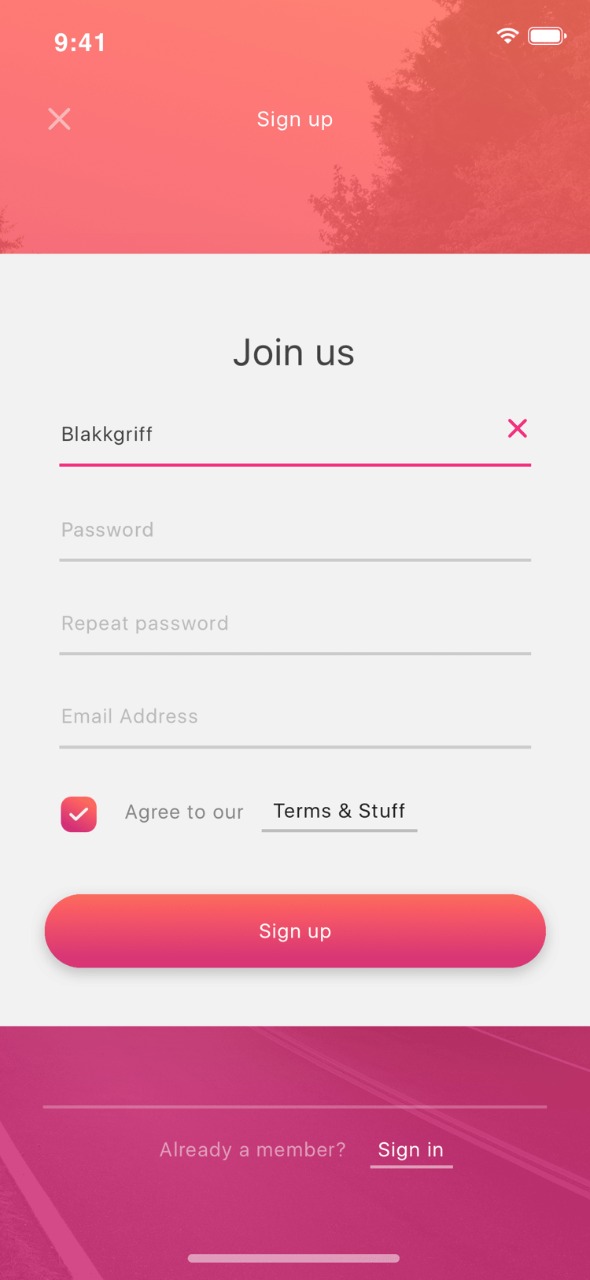 9:41
Sign up
Join us
Blakkgriff
Password
Repeat password
Email Address
Agree to our Terms & Stuff
Sign up
Already a member? Sign in